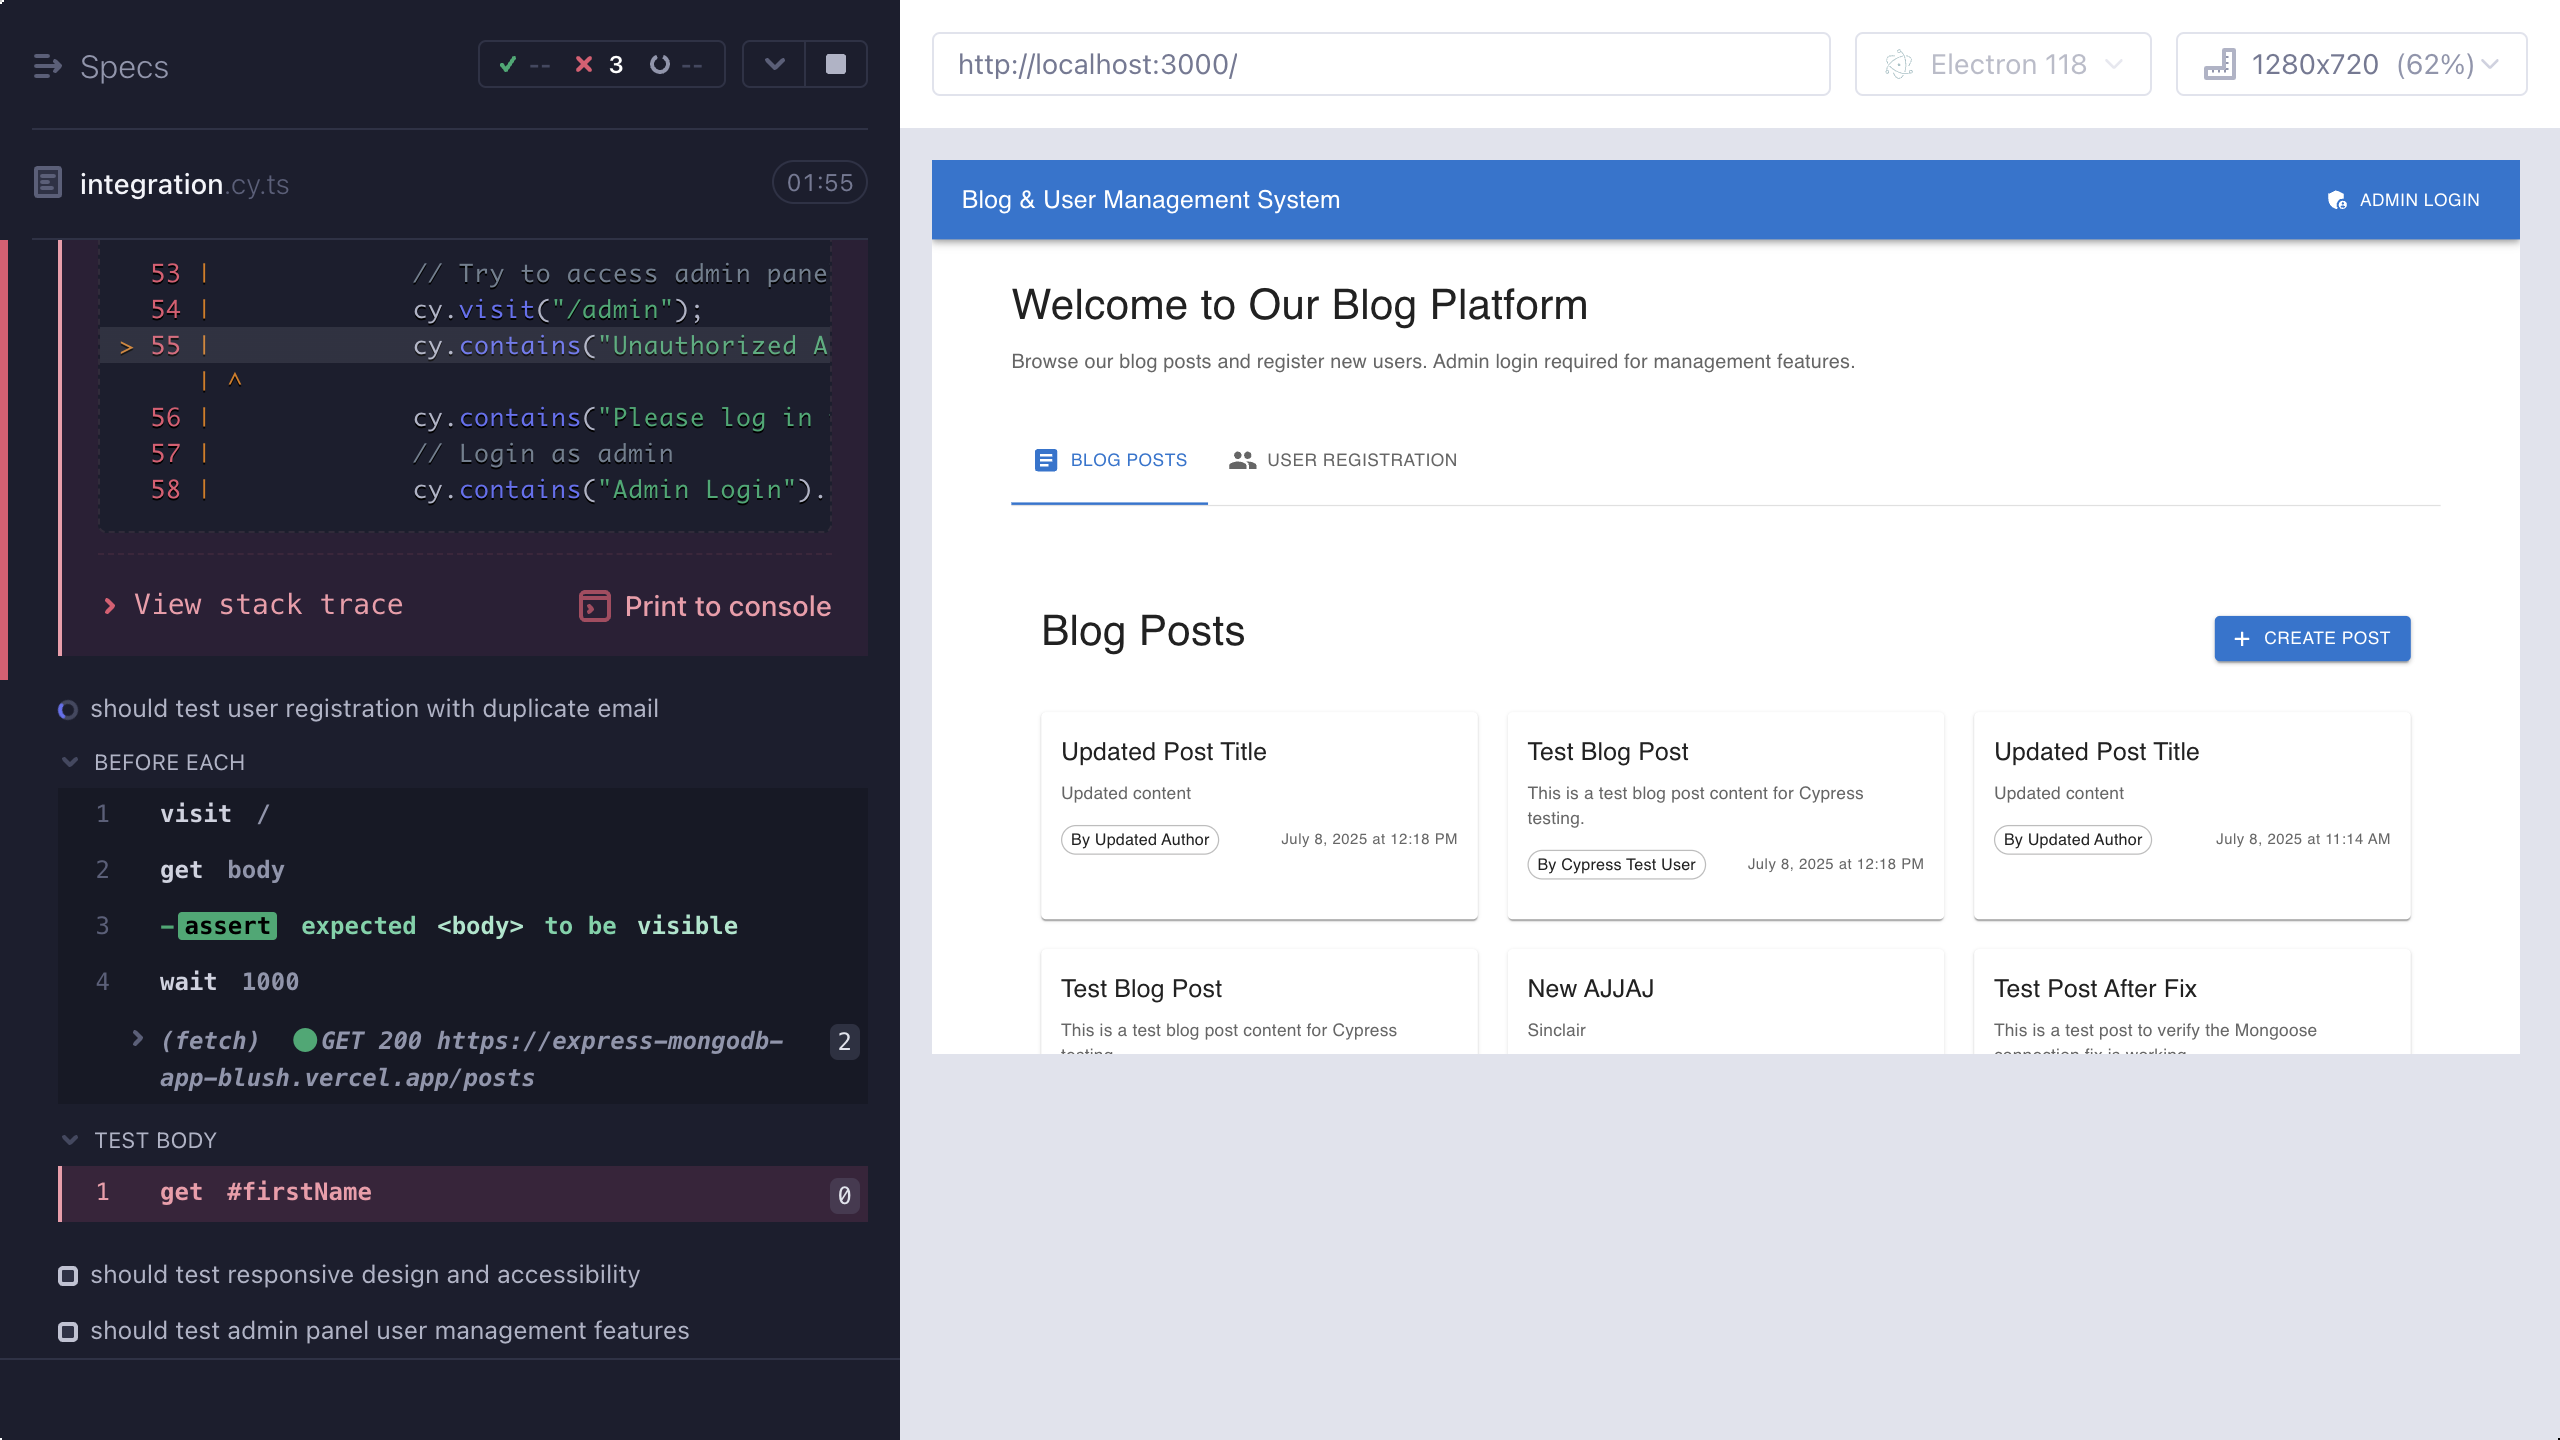 Specs
-- 3 --
integration.cy.ts
01:55
53 | // Try to access admin pane
54 | cy.visit("/admin");
> 55 | cy.contains("Unauthorized A
| ^
56 | cy.contains("Please log in
57 | // Login as admin
58 | cy.contains("Admin Login").
View stack trace
Print to console
should test user registration with duplicate email
BEFORE EACH
1 visit /
2 get body
3 -assert expected <body> to be visible
4 wait 1000
(fetch) GET 200 https://express-mongodb-
app-blush.vercel.app/posts
2
TEST BODY
1 get #firstName 0
should test responsive design and accessibility
should test admin panel user management features
http://localhost:3000/
Electron 118
1280x720 (62%)
Blog & User Management System
ADMIN LOGIN
Welcome to Our Blog Platform
Browse our blog posts and register new users. Admin login required for management features.
BLOG POSTS
USER REGISTRATION
Blog Posts
+ CREATE POST
Updated Post Title
Updated content
By Updated Author
July 8, 2025 at 12:18 PM
Test Blog Post
This is a test blog post content for Cypress
testing.
By Cypress Test User
July 8, 2025 at 12:18 PM
Updated Post Title
Updated content
By Updated Author
July 8, 2025 at 11:14 AM
Test Blog Post
This is a test blog post content for Cypress
testing.
New AJJAJ
Sinclair
Test Post After Fix
This is a test post to verify the Mongoose
connection fix is working